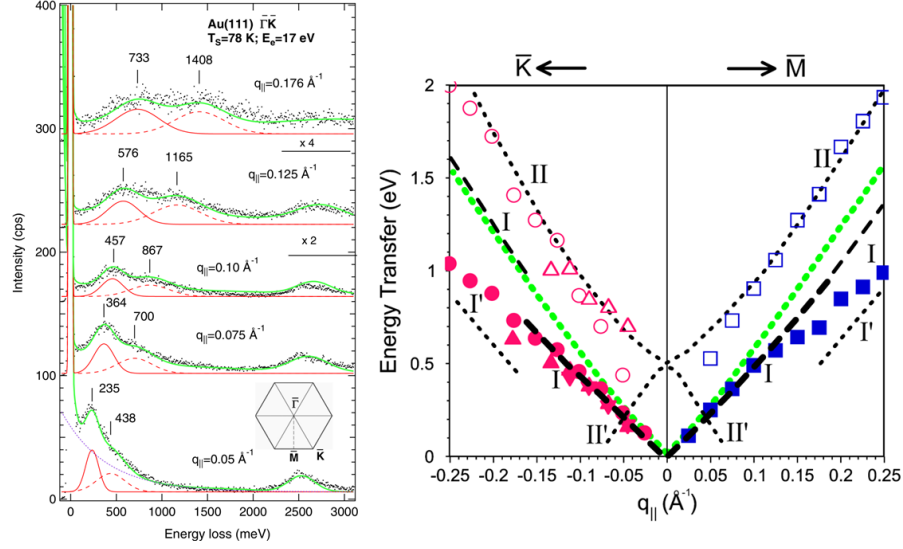 Au(111) Γ̄K̄
T_S=78 K; E_e=17 eV
733
1408
q||=0.176 Å⁻¹
x 4
576
1165
q||=0.125 Å⁻¹
x 2
457
867
q||=0.10 Å⁻¹
364
700
q||=0.075 Å⁻¹
235
438
q||=0.05 Å⁻¹
Γ̄
M̄ K̄
Intensity (cps)
400
300
200
100
0
0 500 1000 1500 2000 2500 3000
Energy loss (meV)
K̄ M̄
Energy Transfer (eV)
2
1.5
1
0.5
0
II
II
I
I
I'
I
I
I'
II'
II'
-0.25 -0.2 -0.15 -0.1 -0.05 0 0.05 0.1 0.15 0.2 0.25
q|| (Å⁻¹)